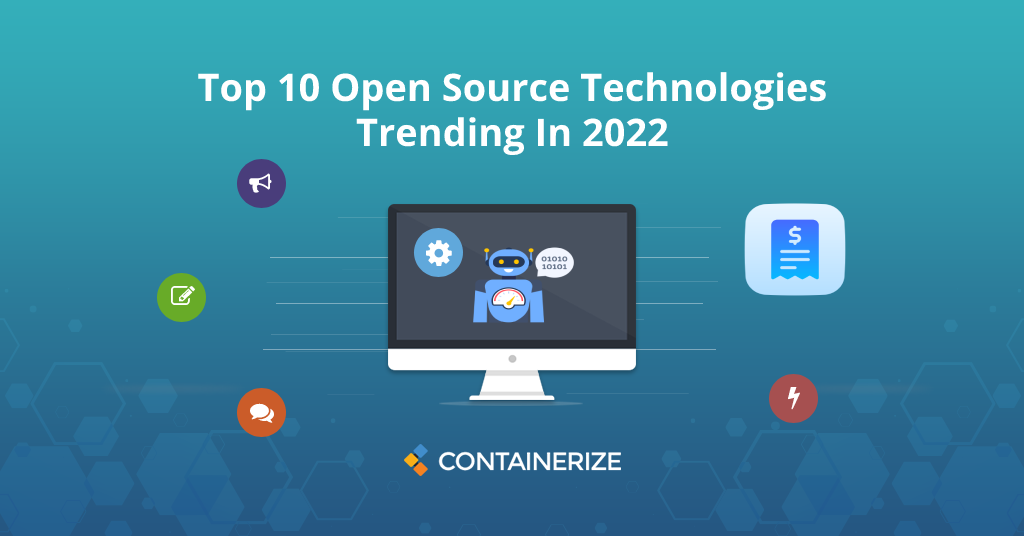 Top 10 Open Source Technologies
Trending In 2022
$
01010
10101
CONTAINERIZE